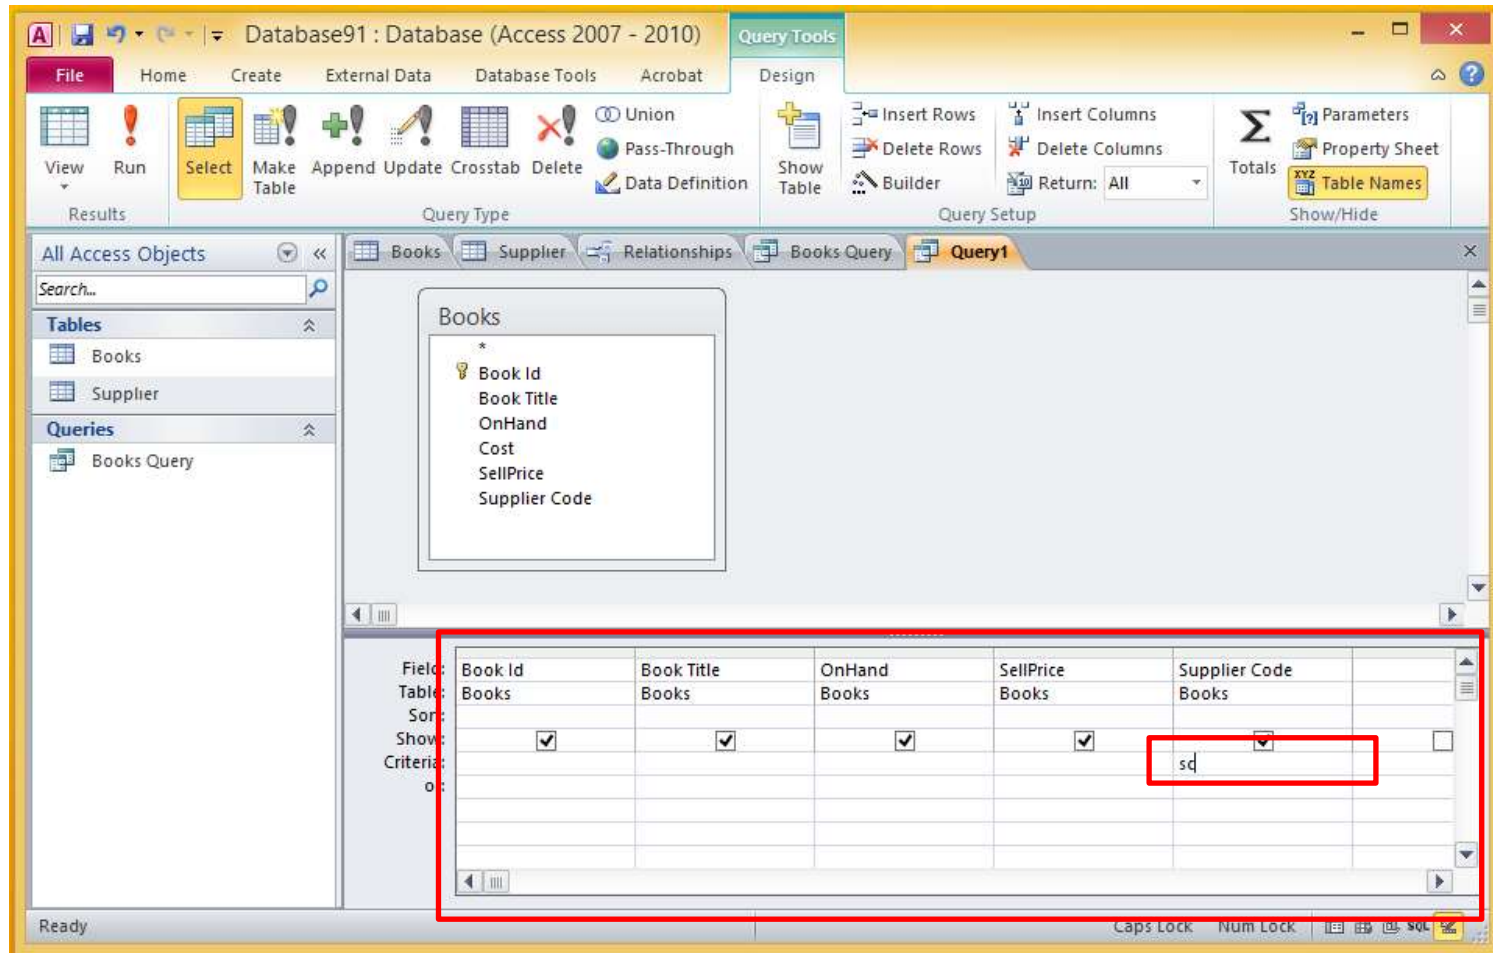 Database91 : Database (Access 2007 - 2010)
Query Tools
File Home Create External Data Database Tools Acrobat Design
View
Run
Select
Make Table
Append
Update
Crosstab
Delete
Union
Pass-Through
Data Definition
Show Table
Insert Rows
Delete Rows
Builder
Insert Columns
Delete Columns
Return: All
Totals
Parameters
Property Sheet
Table Names
Results Query Type Query Setup Show/Hide
All Access Objects
Books Supplier Relationships Books Query Query1
Search...
Tables
Books
Supplier
Queries
Books Query
Books
*
Book Id
Book Title
OnHand
Cost
SellPrice
Supplier Code
Field: Book Id Book Title OnHand SellPrice Supplier Code
Table: Books Books Books Books Books
Sort:
Show:
Criteria: sc
or:
Ready Caps Lock Num Lock SQL